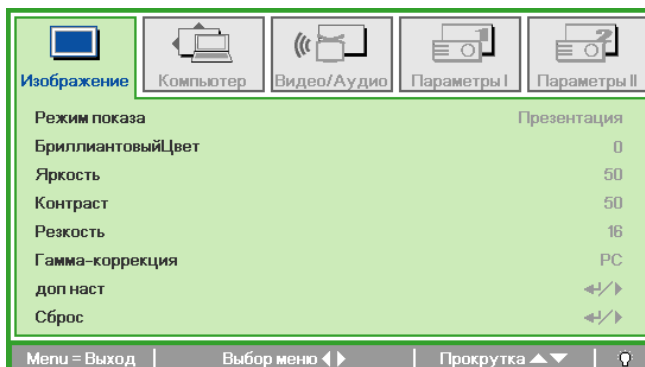 Изображение Компьютер Видео/Аудио Параметры I Параметры II
Режим показа Презентация
БриллиантовыйЦвет 0
Яркость 50
Контраст 50
Резкость 16
Гамма-коррекция PC
доп наст ↵/▶
Сброс ↵/▶
Menu = Выход Выбор меню ◀▶ Прокрутка ▲▼